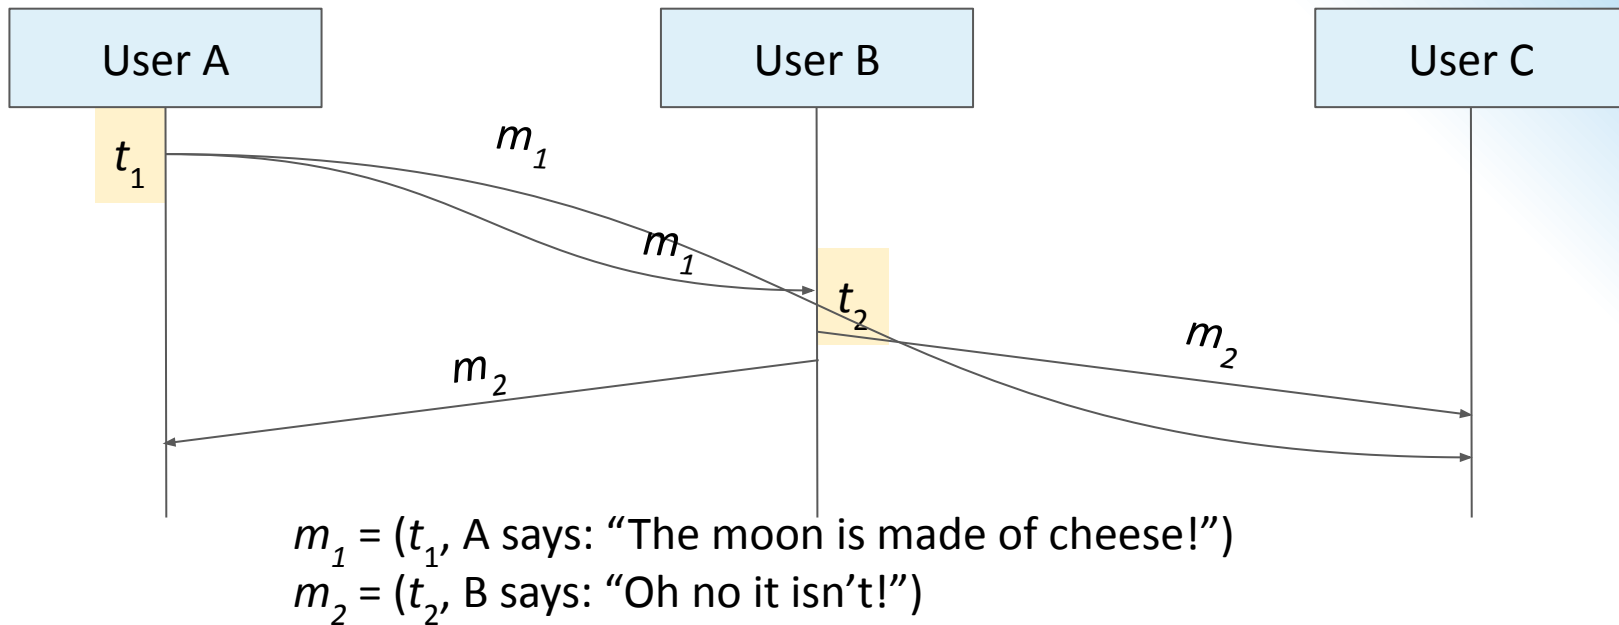 User A User B User C
t₁
m₁
m₁
t₂
m₂
m₂
m₁ = (t₁, A says: “The moon is made of cheese!”)
m₂ = (t₂, B says: “Oh no it isn’t!”)